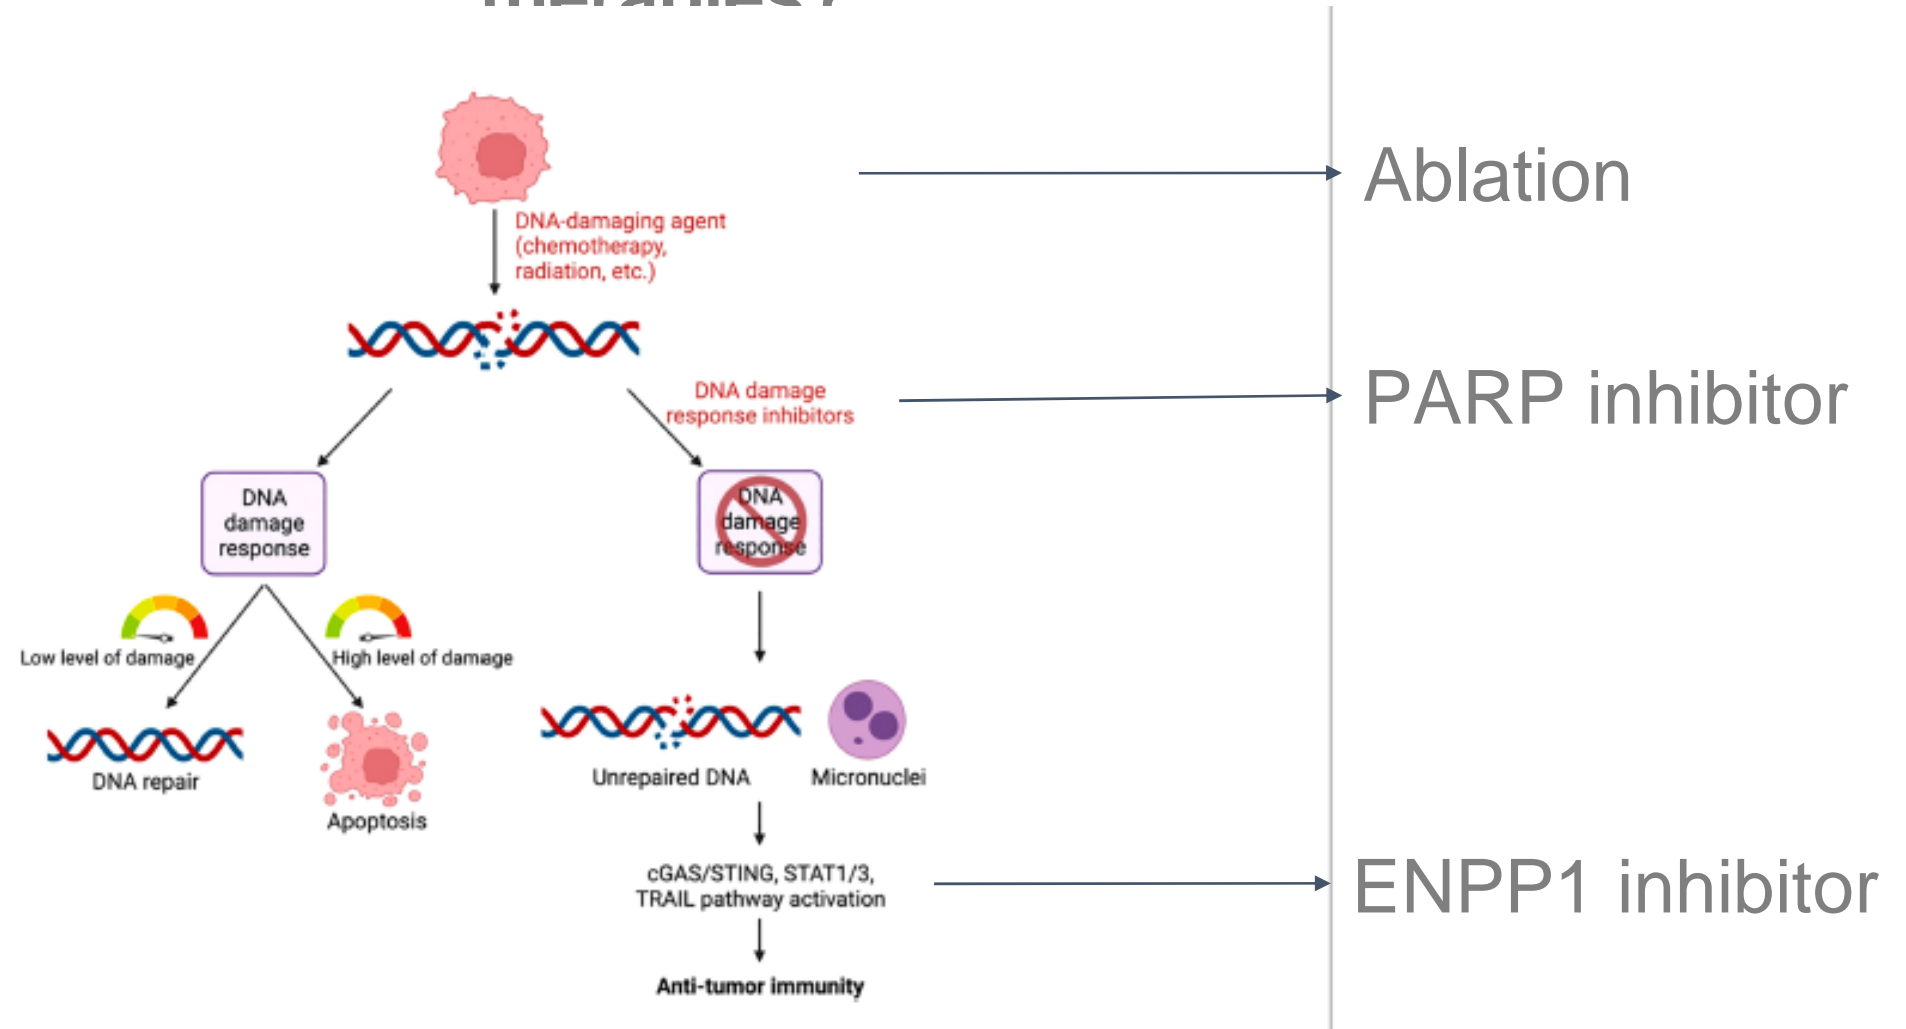 therapies?
Ablation
DNA-damaging agent
(chemotherapy,
radiation, etc.)
DNA damage
response inhibitors
PARP inhibitor
DNA
damage
response
DNA
damage
response
Low level of damage
High level of damage
DNA repair
Apoptosis
Unrepaired DNA
Micronuclei
cGAS/STING, STAT1/3,
TRAIL pathway activation
ENPP1 inhibitor
Anti-tumor immunity